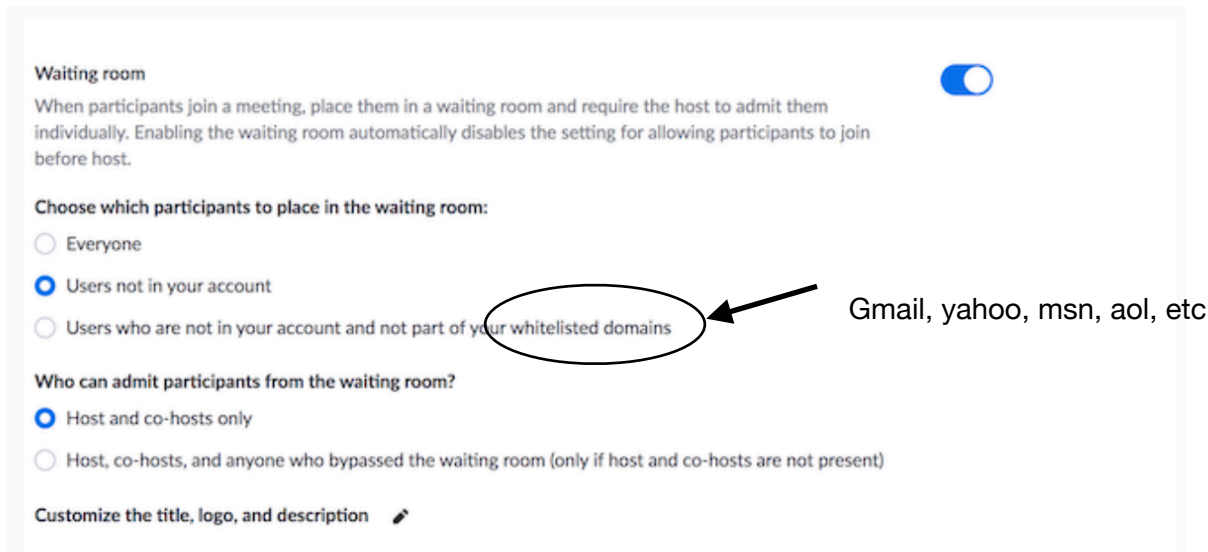 Waiting room
When participants join a meeting, place them in a waiting room and require the host to admit them
individually. Enabling the waiting room automatically disables the setting for allowing participants to join
before host.
Choose which participants to place in the waiting room:
Everyone
Users not in your account
Users who are not in your account and not part of your whitelisted domains
Gmail, yahoo, msn, aol, etc
Who can admit participants from the waiting room?
Host and co-hosts only
Host, co-hosts, and anyone who bypassed the waiting room (only if host and co-hosts are not present)
Customize the title, logo, and description